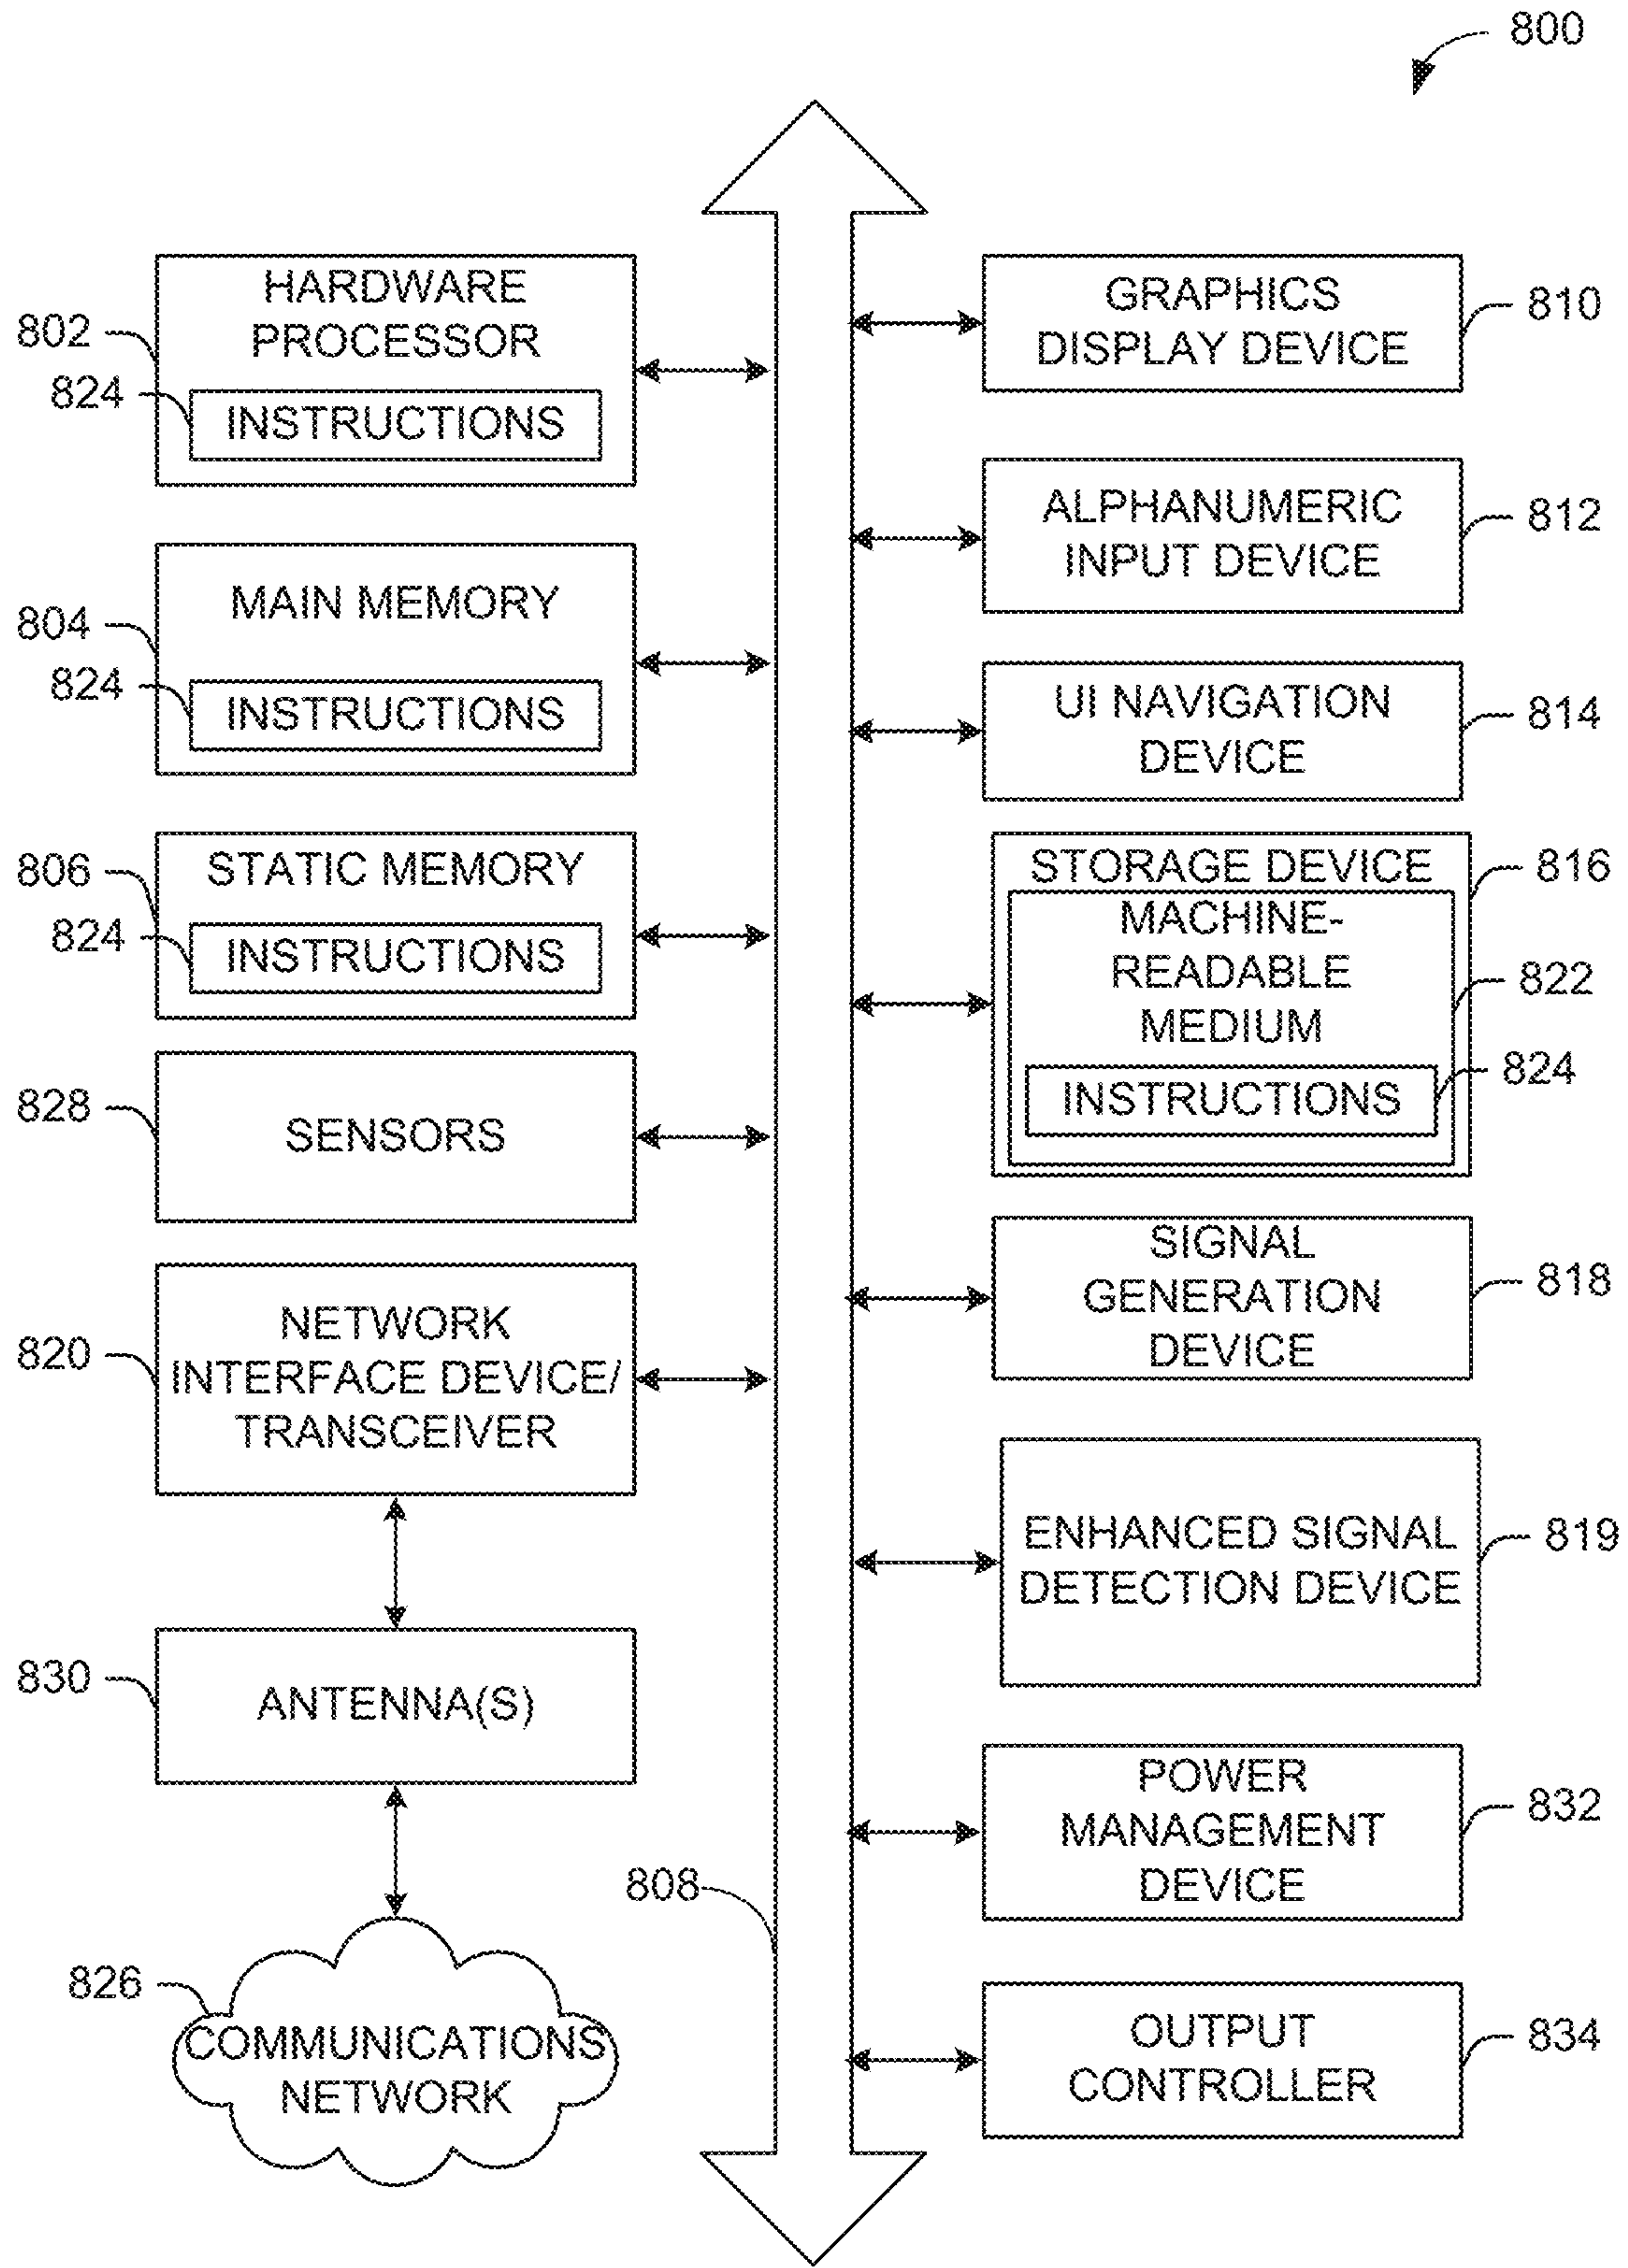 800
HARDWARE
PROCESSOR
802
824
INSTRUCTIONS
MAIN MEMORY
804
824
INSTRUCTIONS
STATIC MEMORY
806
824
INSTRUCTIONS
828
SENSORS
NETWORK
INTERFACE DEVICE/
TRANSCEIVER
820
830
ANTENNA(S)
826
COMMUNICATIONS
NETWORK
808
GRAPHICS
DISPLAY DEVICE
810
ALPHANUMERIC
INPUT DEVICE
812
UI NAVIGATION
DEVICE
814
STORAGE DEVICE
816
MACHINE-
READABLE
MEDIUM
822
INSTRUCTIONS
824
SIGNAL
GENERATION
DEVICE
818
ENHANCED SIGNAL
DETECTION DEVICE
819
POWER
MANAGEMENT
DEVICE
832
OUTPUT
CONTROLLER
834